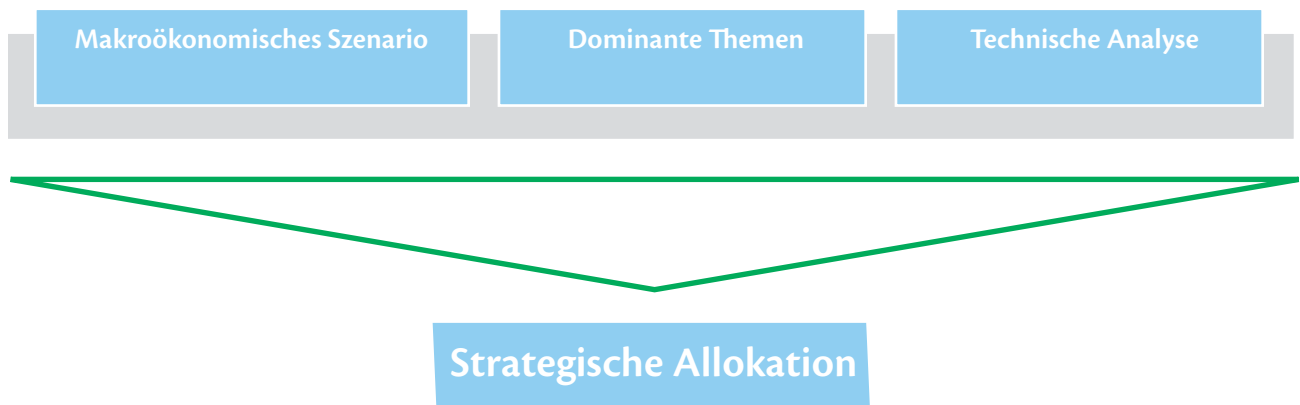 Makroökonomisches Szenario
Dominante Themen
Technische Analyse
Strategische Allokation